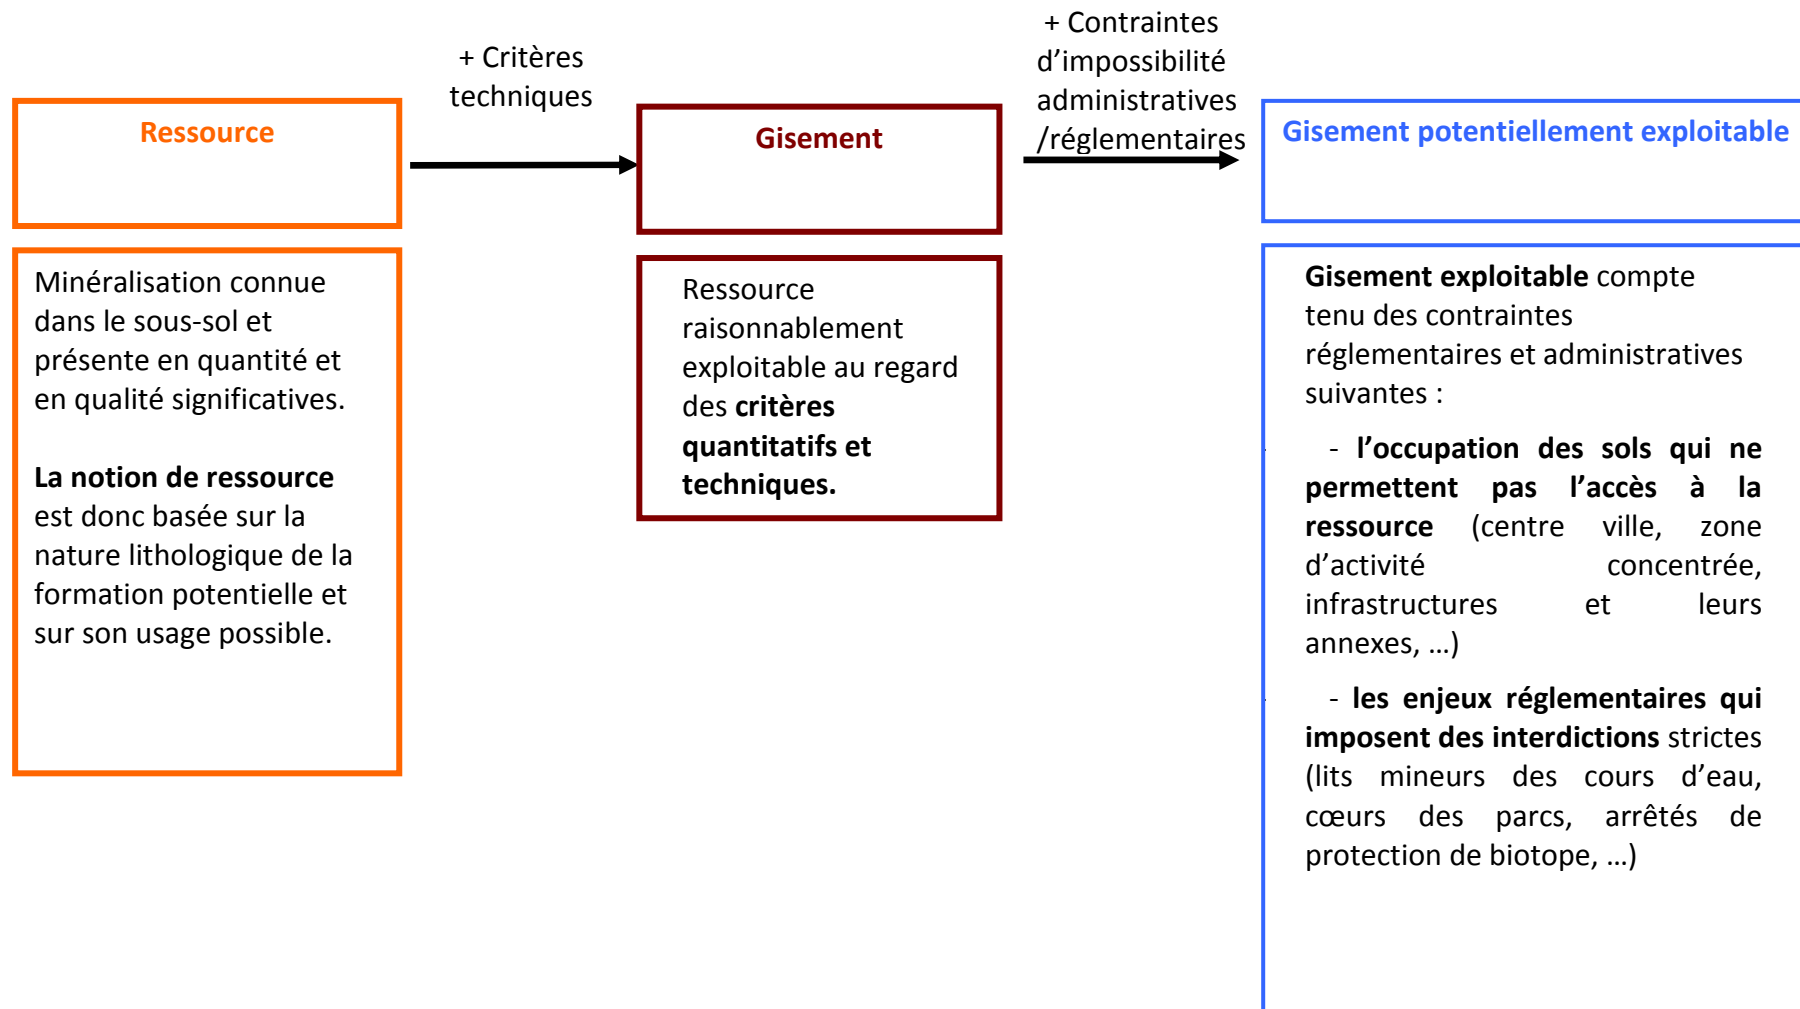 + Critères
techniques
+ Contraintes
d’impossibilité
administratives
/réglementaires
Ressource
Gisement
Gisement potentiellement exploitable
Minéralisation connue
dans le sous-sol et
présente en quantité et
en qualité significatives.
La notion de ressource
est donc basée sur la
nature lithologique de la
formation potentielle et
sur son usage possible.
Ressource
raisonnablement
exploitable au regard
des critères
quantitatifs et
techniques.
Gisement exploitable compte
tenu des contraintes
réglementaires et administratives
suivantes :
- l’occupation des sols qui ne
permettent pas l’accès à la
ressource (centre ville, zone
d’activité concentrée,
infrastructures et leurs
annexes, …)
- les enjeux réglementaires qui
imposent des interdictions strictes
(lits mineurs des cours d’eau,
cœurs des parcs, arrêtés de
protection de biotope, …)